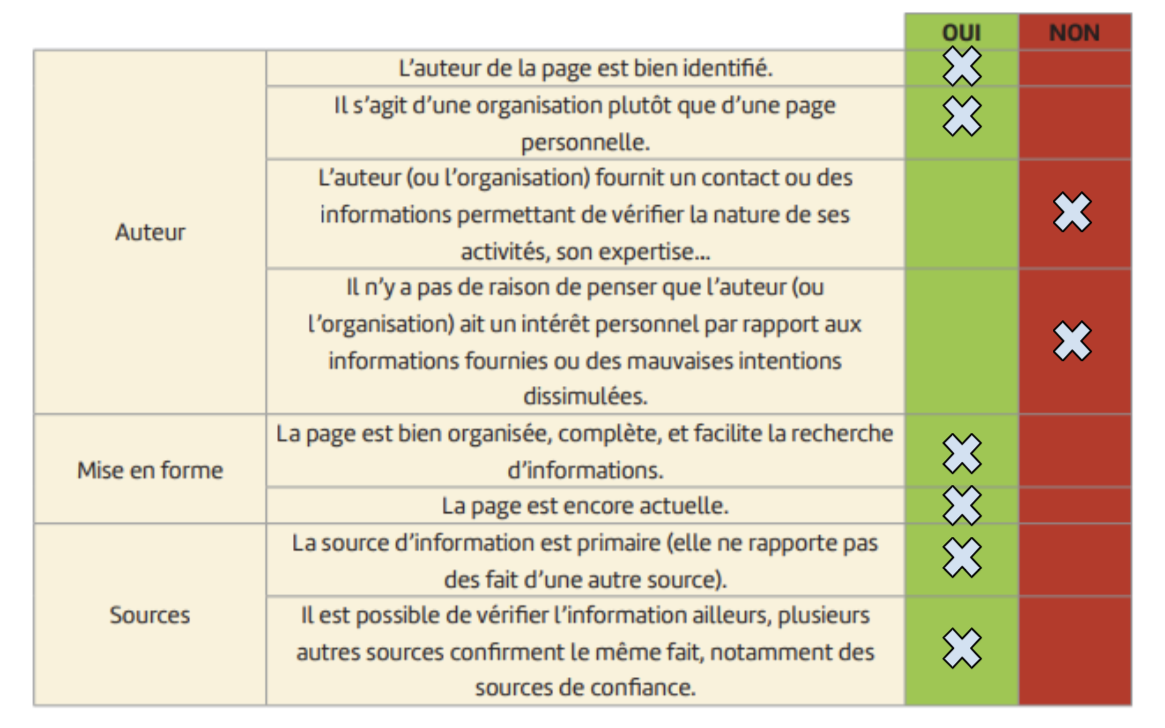 OUI NON
L’auteur de la page est bien identifié.
Il s’agit d’une organisation plutôt que d’une page
personnelle.
Auteur
L’auteur (ou l’organisation) fournit un contact ou des
informations permettant de vérifier la nature de ses
activités, son expertise...
Il n’y a pas de raison de penser que l’auteur (ou
l’organisation) ait un intérêt personnel par rapport aux
informations fournies ou des mauvaises intentions
dissimulées.
Mise en forme
La page est bien organisée, complète, et facilite la recherche
d’informations.
La page est encore actuelle.
Sources
La source d’information est primaire (elle ne rapporte pas
des fait d’une autre source).
Il est possible de vérifier l’information ailleurs, plusieurs
autres sources confirment le même fait, notamment des
sources de confiance.